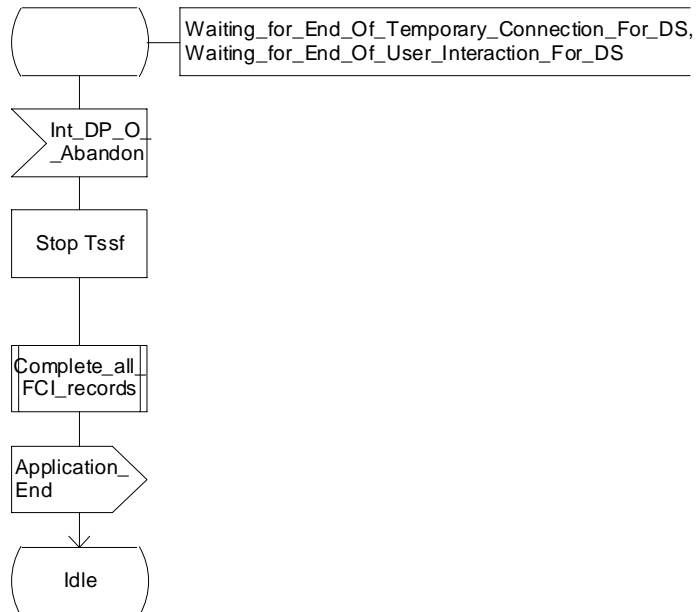 Waiting_for_End_Of_Temporary_Connection_For_DS,
Waiting_for_End_Of_User_Interaction_For_DS
Int_DP_O_
_Abandon
Stop Tssf
Complete_all_
FCI_records
Application_
End
Idle